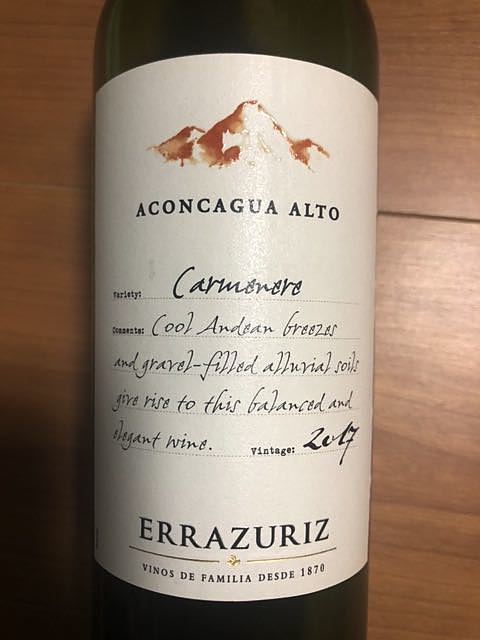 ACONCAGUA ALTO
Variety: Carmenere
Comments: Cool Andean breezes
and gravel-filled alluvial soils
give rise to this balanced and
elegant wine. Vintage: 2017
ERRAZURIZ
VINOS DE FAMILIA DESDE 1870